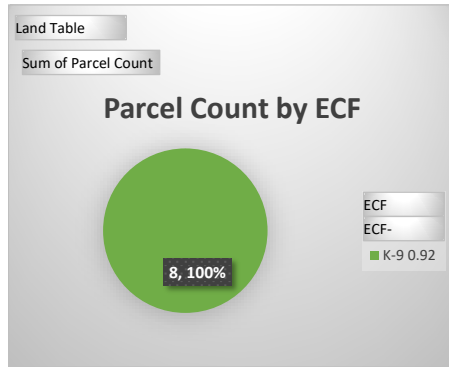 Land Table
Sum of Parcel Count
Parcel Count by ECF
8, 100%
ECF
ECF-
K-9 0.92